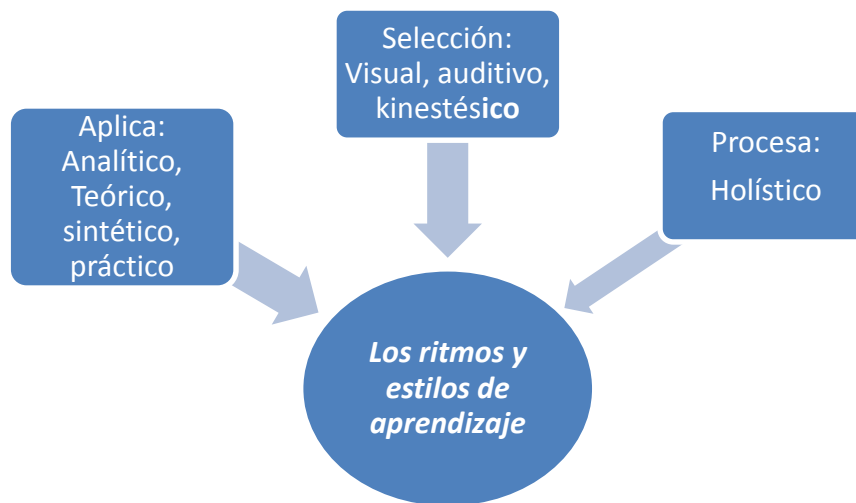 Aplica:
Analítico,
Teórico,
sintético,
práctico
Selección:
Visual, auditivo,
kinestésico
Procesa:
Holístico
Los ritmos y
estilos de
aprendizaje